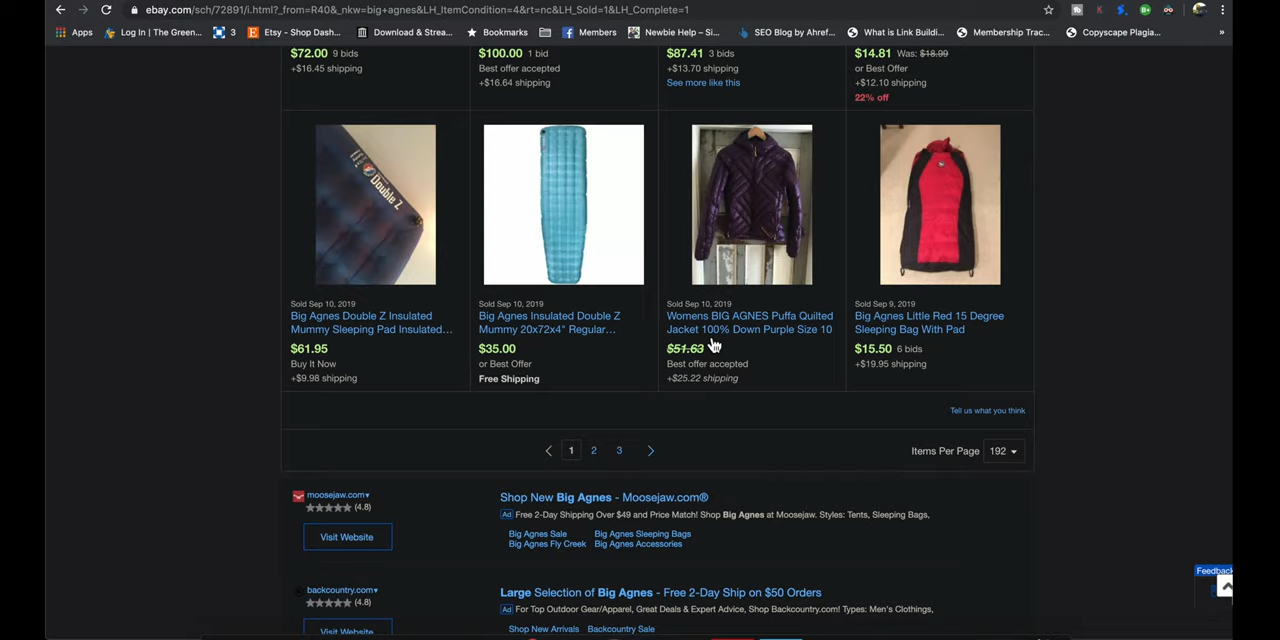 ebay.com/sch/72891/i.html?_from=R40&_nkw=big+agnes&LH_ItemCondition=4&rt=nc&LH_Sold=1&LH_Complete=1
Apps Log In | The Green... 3 Etsy - Shop Dash... Download & Strea... Bookmarks Members Newbie Help – Si... SEO Blog by Ahref... What is Link Buildi... Membership Trac... Copyscape Plagia... »
$72.00 9 bids
+$16.45 shipping
$100.00 1 bid
Best offer accepted
+$16.64 shipping
$87.41 3 bids
+$13.70 shipping
See more like this
$14.81 Was: $18.99
or Best Offer
+$12.10 shipping
22% off
Double Z
Sold Sep 10, 2019
Big Agnes Double Z Insulated
Mummy Sleeping Pad Insulated...
$61.95
Buy It Now
+$9.98 shipping
Sold Sep 10, 2019
Big Agnes Insulated Double Z
Mummy 20x72x4" Regular...
$35.00
or Best Offer
Free Shipping
Sold Sep 10, 2019
Womens BIG AGNES Puffa Quilted
Jacket 100% Down Purple Size 10
$51.63
Best offer accepted
+$25.22 shipping
Sold Sep 9, 2019
Big Agnes Little Red 15 Degree
Sleeping Bag With Pad
$15.50 6 bids
+$19.95 shipping
Tell us what you think
1 2 3
Items Per Page 192
moosejaw.com
(4.8)
Visit Website
Shop New Big Agnes - Moosejaw.com®
Ad Free 2-Day Shipping Over $49 and Price Match! Shop Big Agnes at Moosejaw. Styles: Tents, Sleeping Bags,
Big Agnes Sale Big Agnes Sleeping Bags
Big Agnes Fly Creek Big Agnes Accessories
Feedback
backcountry.com
(4.8)
Visit Website
Large Selection of Big Agnes - Free 2-Day Ship on $50 Orders
Ad For Top Outdoor Gear/Apparel, Great Deals & Expert Advice, Shop Backcountry.com! Types: Men's Clothings,
Shop New Arrivals Backcountry Sale